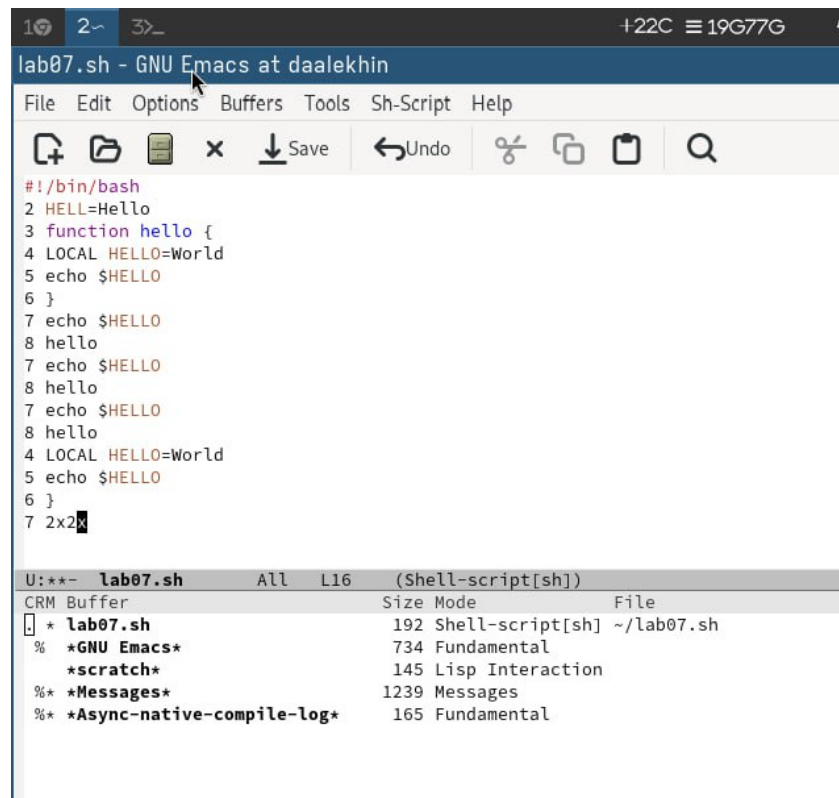 1 2 3>_ +22C ≡ 19G77G
lab07.sh - GNU Emacs at daalekhin
File Edit Options Buffers Tools Sh-Script Help
Save Undo
#!/bin/bash
2 HELL=Hello
3 function hello {
4 LOCAL HELLO=World
5 echo $HELLO
6 }
7 echo $HELLO
8 hello
7 echo $HELLO
8 hello
7 echo $HELLO
8 hello
4 LOCAL HELLO=World
5 echo $HELLO
6 }
7 2x2x
U:**- lab07.sh All L16 (Shell-script[sh])
CRM Buffer Size Mode File
. * lab07.sh 192 Shell-script[sh] ~/lab07.sh
% *GNU Emacs* 734 Fundamental
*scratch* 145 Lisp Interaction
%* *Messages* 1239 Messages
%* *Async-native-compile-log* 165 Fundamental